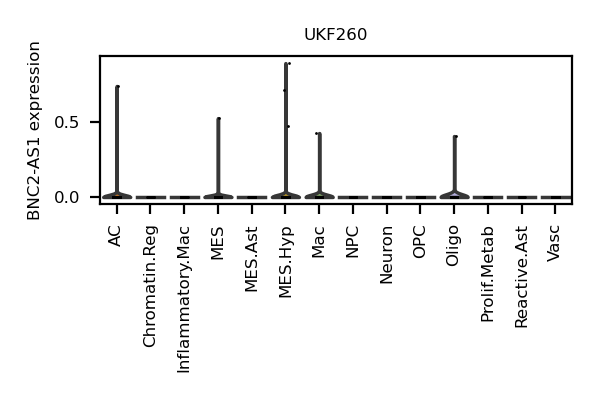 UKF260
BNC2-AS1 expression
0.5
0.0
AC
Chromatin.Reg
Inflammatory.Mac
MES
MES.Ast
MES.Hyp
Mac
NPC
Neuron
OPC
Oligo
Prolif.Metab
Reactive.Ast
Vasc